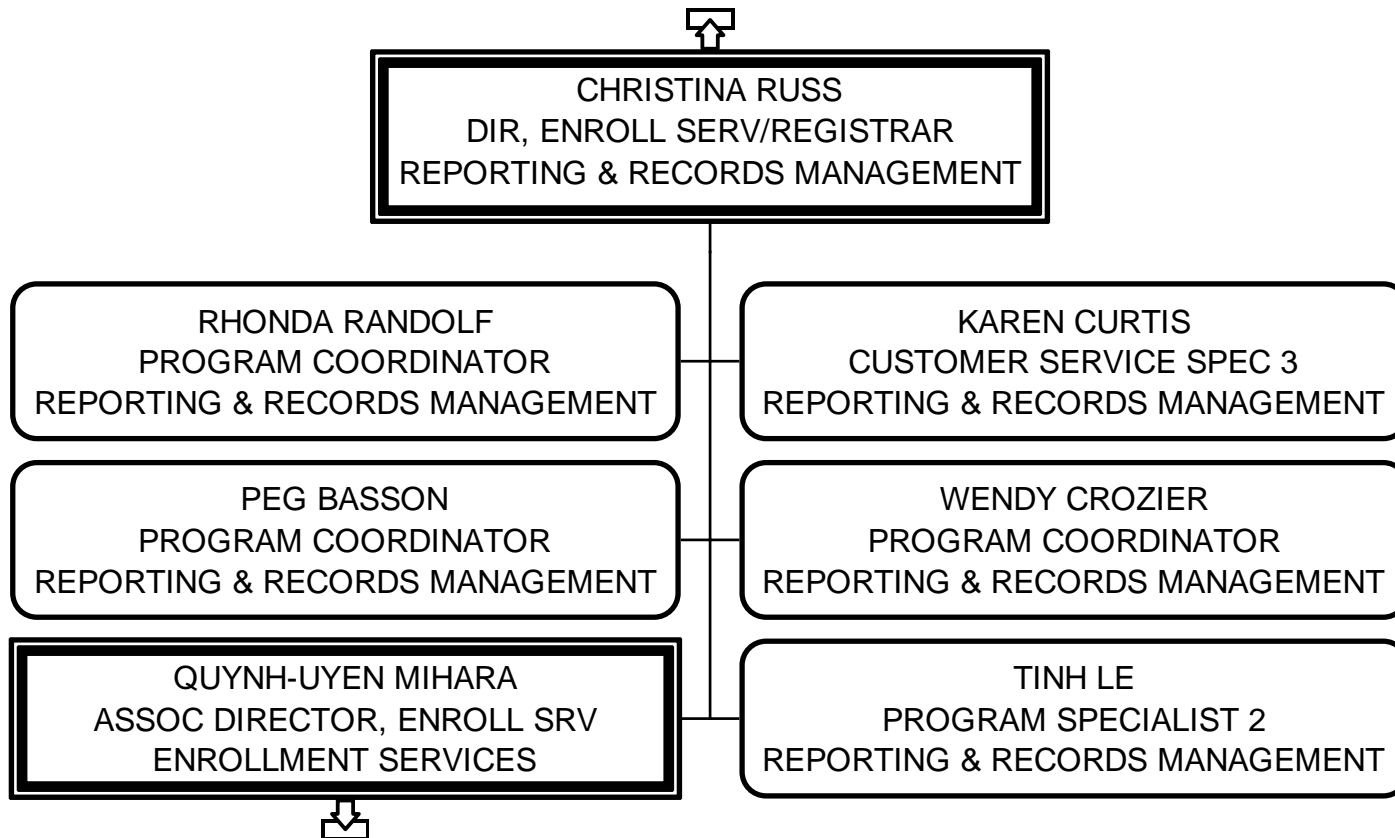 CHRISTINA RUSS
DIR, ENROLL SERV/REGISTRAR
REPORTING & RECORDS MANAGEMENT
RHONDA RANDOLF
PROGRAM COORDINATOR
REPORTING & RECORDS MANAGEMENT
KAREN CURTIS
CUSTOMER SERVICE SPEC 3
REPORTING & RECORDS MANAGEMENT
PEG BASSON
PROGRAM COORDINATOR
REPORTING & RECORDS MANAGEMENT
WENDY CROZIER
PROGRAM COORDINATOR
REPORTING & RECORDS MANAGEMENT
QUYNH-UYEN MIHARA
ASSOC DIRECTOR, ENROLL SRV
ENROLLMENT SERVICES
TINH LE
PROGRAM SPECIALIST 2
REPORTING & RECORDS MANAGEMENT